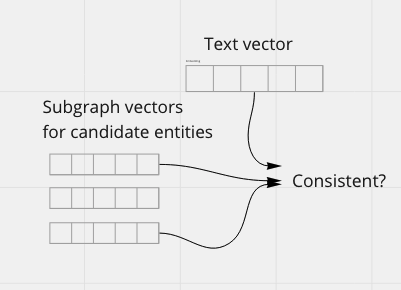 Text vector
Subgraph vectors
for candidate entities
Consistent?